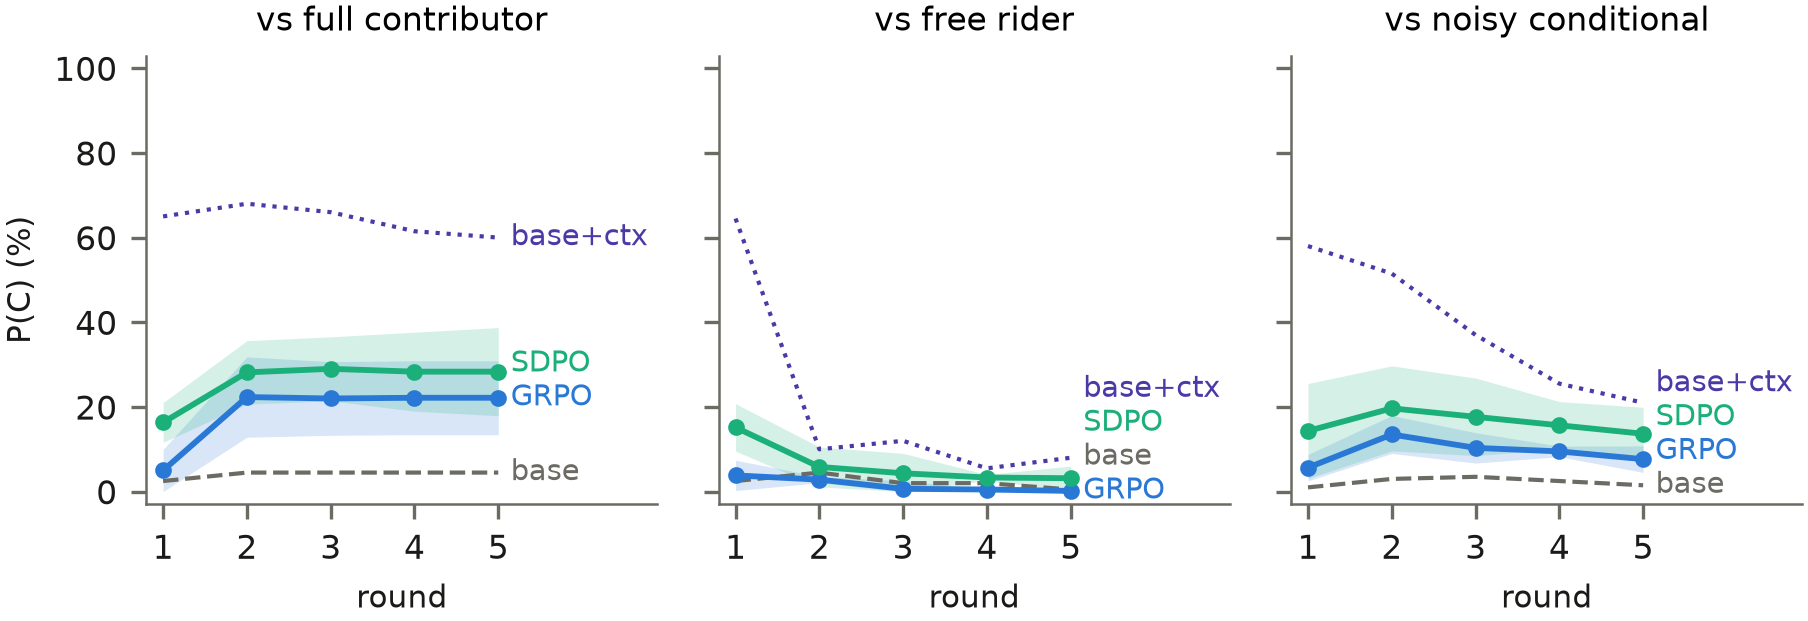 vs full contributor
vs free rider
vs noisy conditional
P(C) (%)
100
80
60
40
20
0
base+ctx
SDPO
GRPO
base
1 2 3 4 5
round
base+ctx
SDPO
base
GRPO
1 2 3 4 5
round
base+ctx
SDPO
GRPO
base
1 2 3 4 5
round